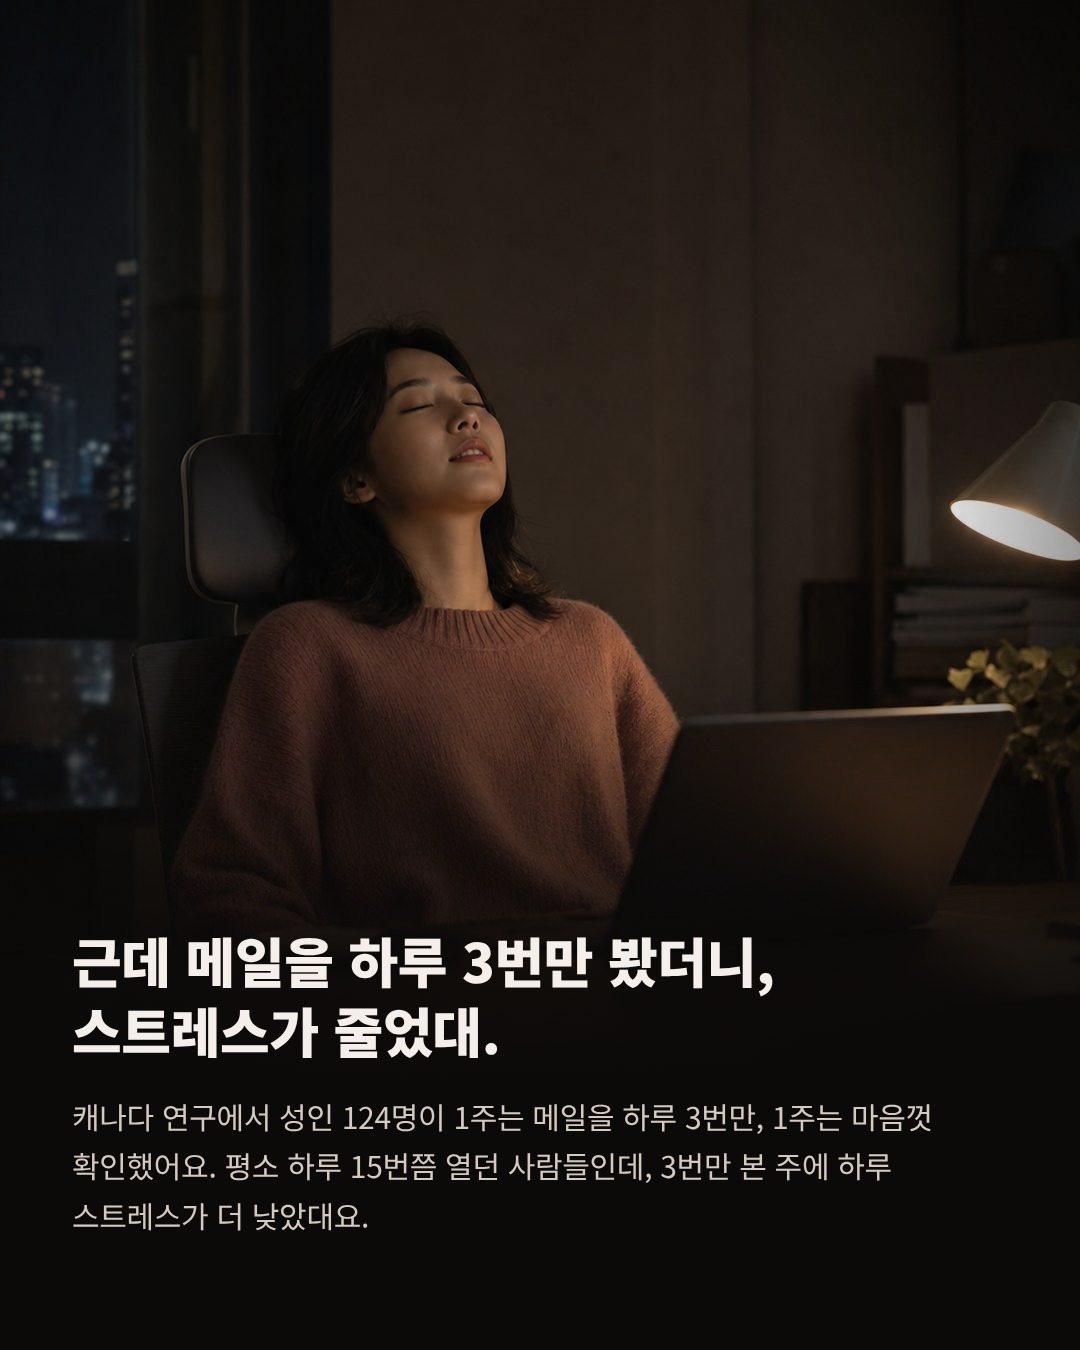 근데 메일을 하루 3번만 봤더니,
스트레스가 줄었대.
캐나다 연구에서 성인 124명이 1주는 메일을 하루 3번만, 1주는 마음껏
확인했어요. 평소 하루 15번쯤 열던 사람들인데, 3번만 본 주에 하루
스트레스가 더 낮았대요.